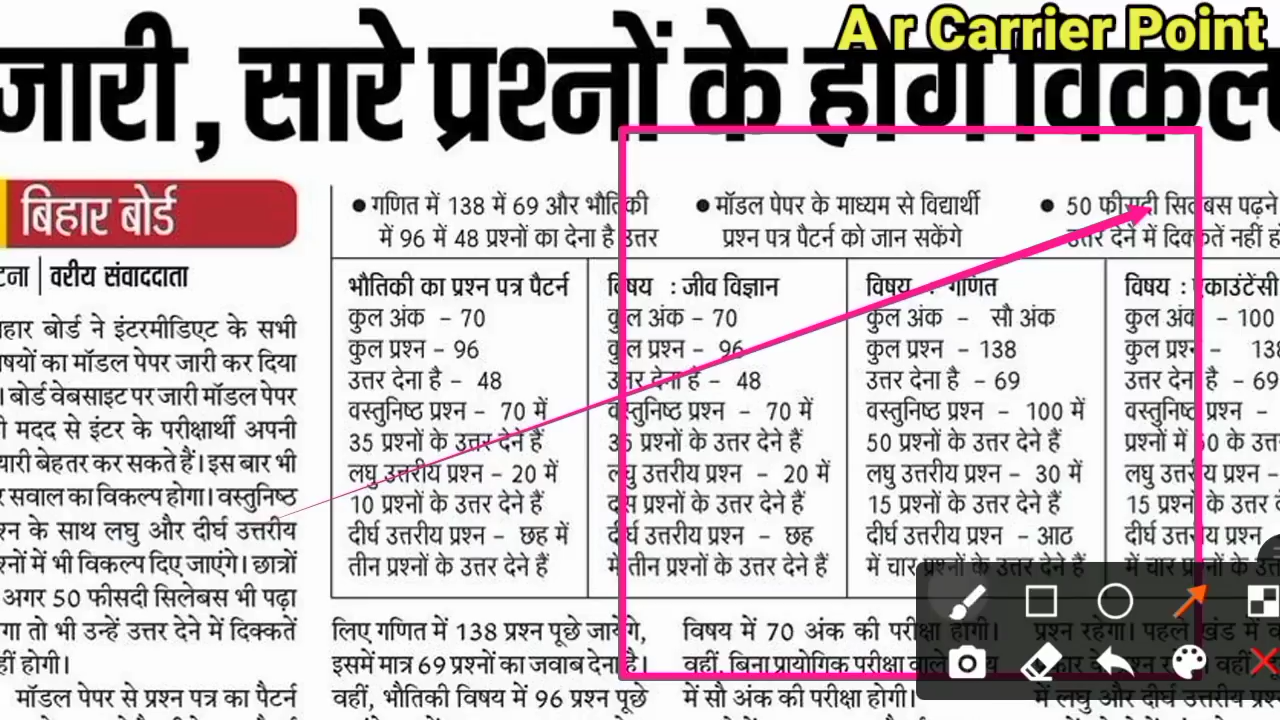 A r Carrier Point
जारी, सारे प्रश्नों के होंगे
बिहार बोर्ड
वरीय संवाददाता
बोर्ड ने इंटरमीडिएट के सभी
का मॉडल पेपर जारी कर दिया
। बोर्ड वेबसाइट पर जारी मॉडल पेपर
मदद से इंटर के परीक्षार्थी अपनी
बेहतर कर सकते हैं। इस बार भी
सवाल का विकल्प होगा। वस्तुनिष्ठ
के साथ लघु और दीर्घ उत्तरीय
में भी विकल्प दिए जाएंगे। छात्रों
अगर 50 फीसदी सिलेबस भी पढ़ा
तो भी उन्हें उत्तर देने में दिक्कतें
होगी।
मॉडल पेपर से प्रश्न पत्र का पैटर्न
● गणित में 138 में 69 और भौतिकी
में 96 में 48 प्रश्नों का देना है उत्तर
● मॉडल पेपर के माध्यम से विद्यार्थी
प्रश्न पत्र पैटर्न को जान सकेंगे
● 50 फीसदी सिलेबस पढ़ने
उत्तर देने में दिक्कतें नहीं
भौतिकी का प्रश्न पत्र पैटर्न
कुल अंक – 70
कुल प्रश्न – 96
उत्तर देना है – 48
वस्तुनिष्ठ प्रश्न – 70 में
35 प्रश्नों के उत्तर देने हैं
लघु उत्तरीय प्रश्न – 20 में
10 प्रश्नों के उत्तर देने हैं
दीर्घ उत्तरीय प्रश्न – छह में
तीन प्रश्नों के उत्तर देने हैं
विषय : जीव विज्ञान
कुल अंक – 70
कुल प्रश्न – 96
उत्तर देना है – 48
वस्तुनिष्ठ प्रश्न – 70 में
35 प्रश्नों के उत्तर देने हैं
लघु उत्तरीय प्रश्न – 20 में
दस प्रश्नों के उत्तर देने हैं
दीर्घ उत्तरीय प्रश्न – छह
में तीन प्रश्नों के उत्तर देने हैं
विषय : गणित
कुल अंक – सौ अंक
कुल प्रश्न – 138
उत्तर देना है – 69
वस्तुनिष्ठ प्रश्न – 100 में
50 प्रश्नों के उत्तर देने हैं
लघु उत्तरीय प्रश्न – 30 में
15 प्रश्नों के उत्तर देने हैं
दीर्घ उत्तरीय प्रश्न – आठ
में चार प्रश्नों के उत्तर देने हैं
विषय : एकाउंटेंसी
कुल अंक – 100
कुल प्रश्न – 138
उत्तर देना है – 69
वस्तुनिष्ठ प्रश्न –
प्रश्नों में 50 के
लघु उत्तरीय प्रश्न –
15 प्रश्नों के उत्तर
दीर्घ उत्तरीय प्रश्न
में चार प्रश्नों के
लिए गणित में 138 प्रश्न पूछे जायेंगे,
इसमें मात्र 69 प्रश्नों का जवाब देना है।
वहीं, भौतिकी विषय में 96 प्रश्न पूछे
विषय में 70 अंक की परीक्षा होगी।
वहीं, बिना प्रायोगिक परीक्षा वाले
में सौ अंक की परीक्षा होगी।
प्रश्न रहेगा। पहले खंड में
में लघु और दीर्घ उत्तरीय